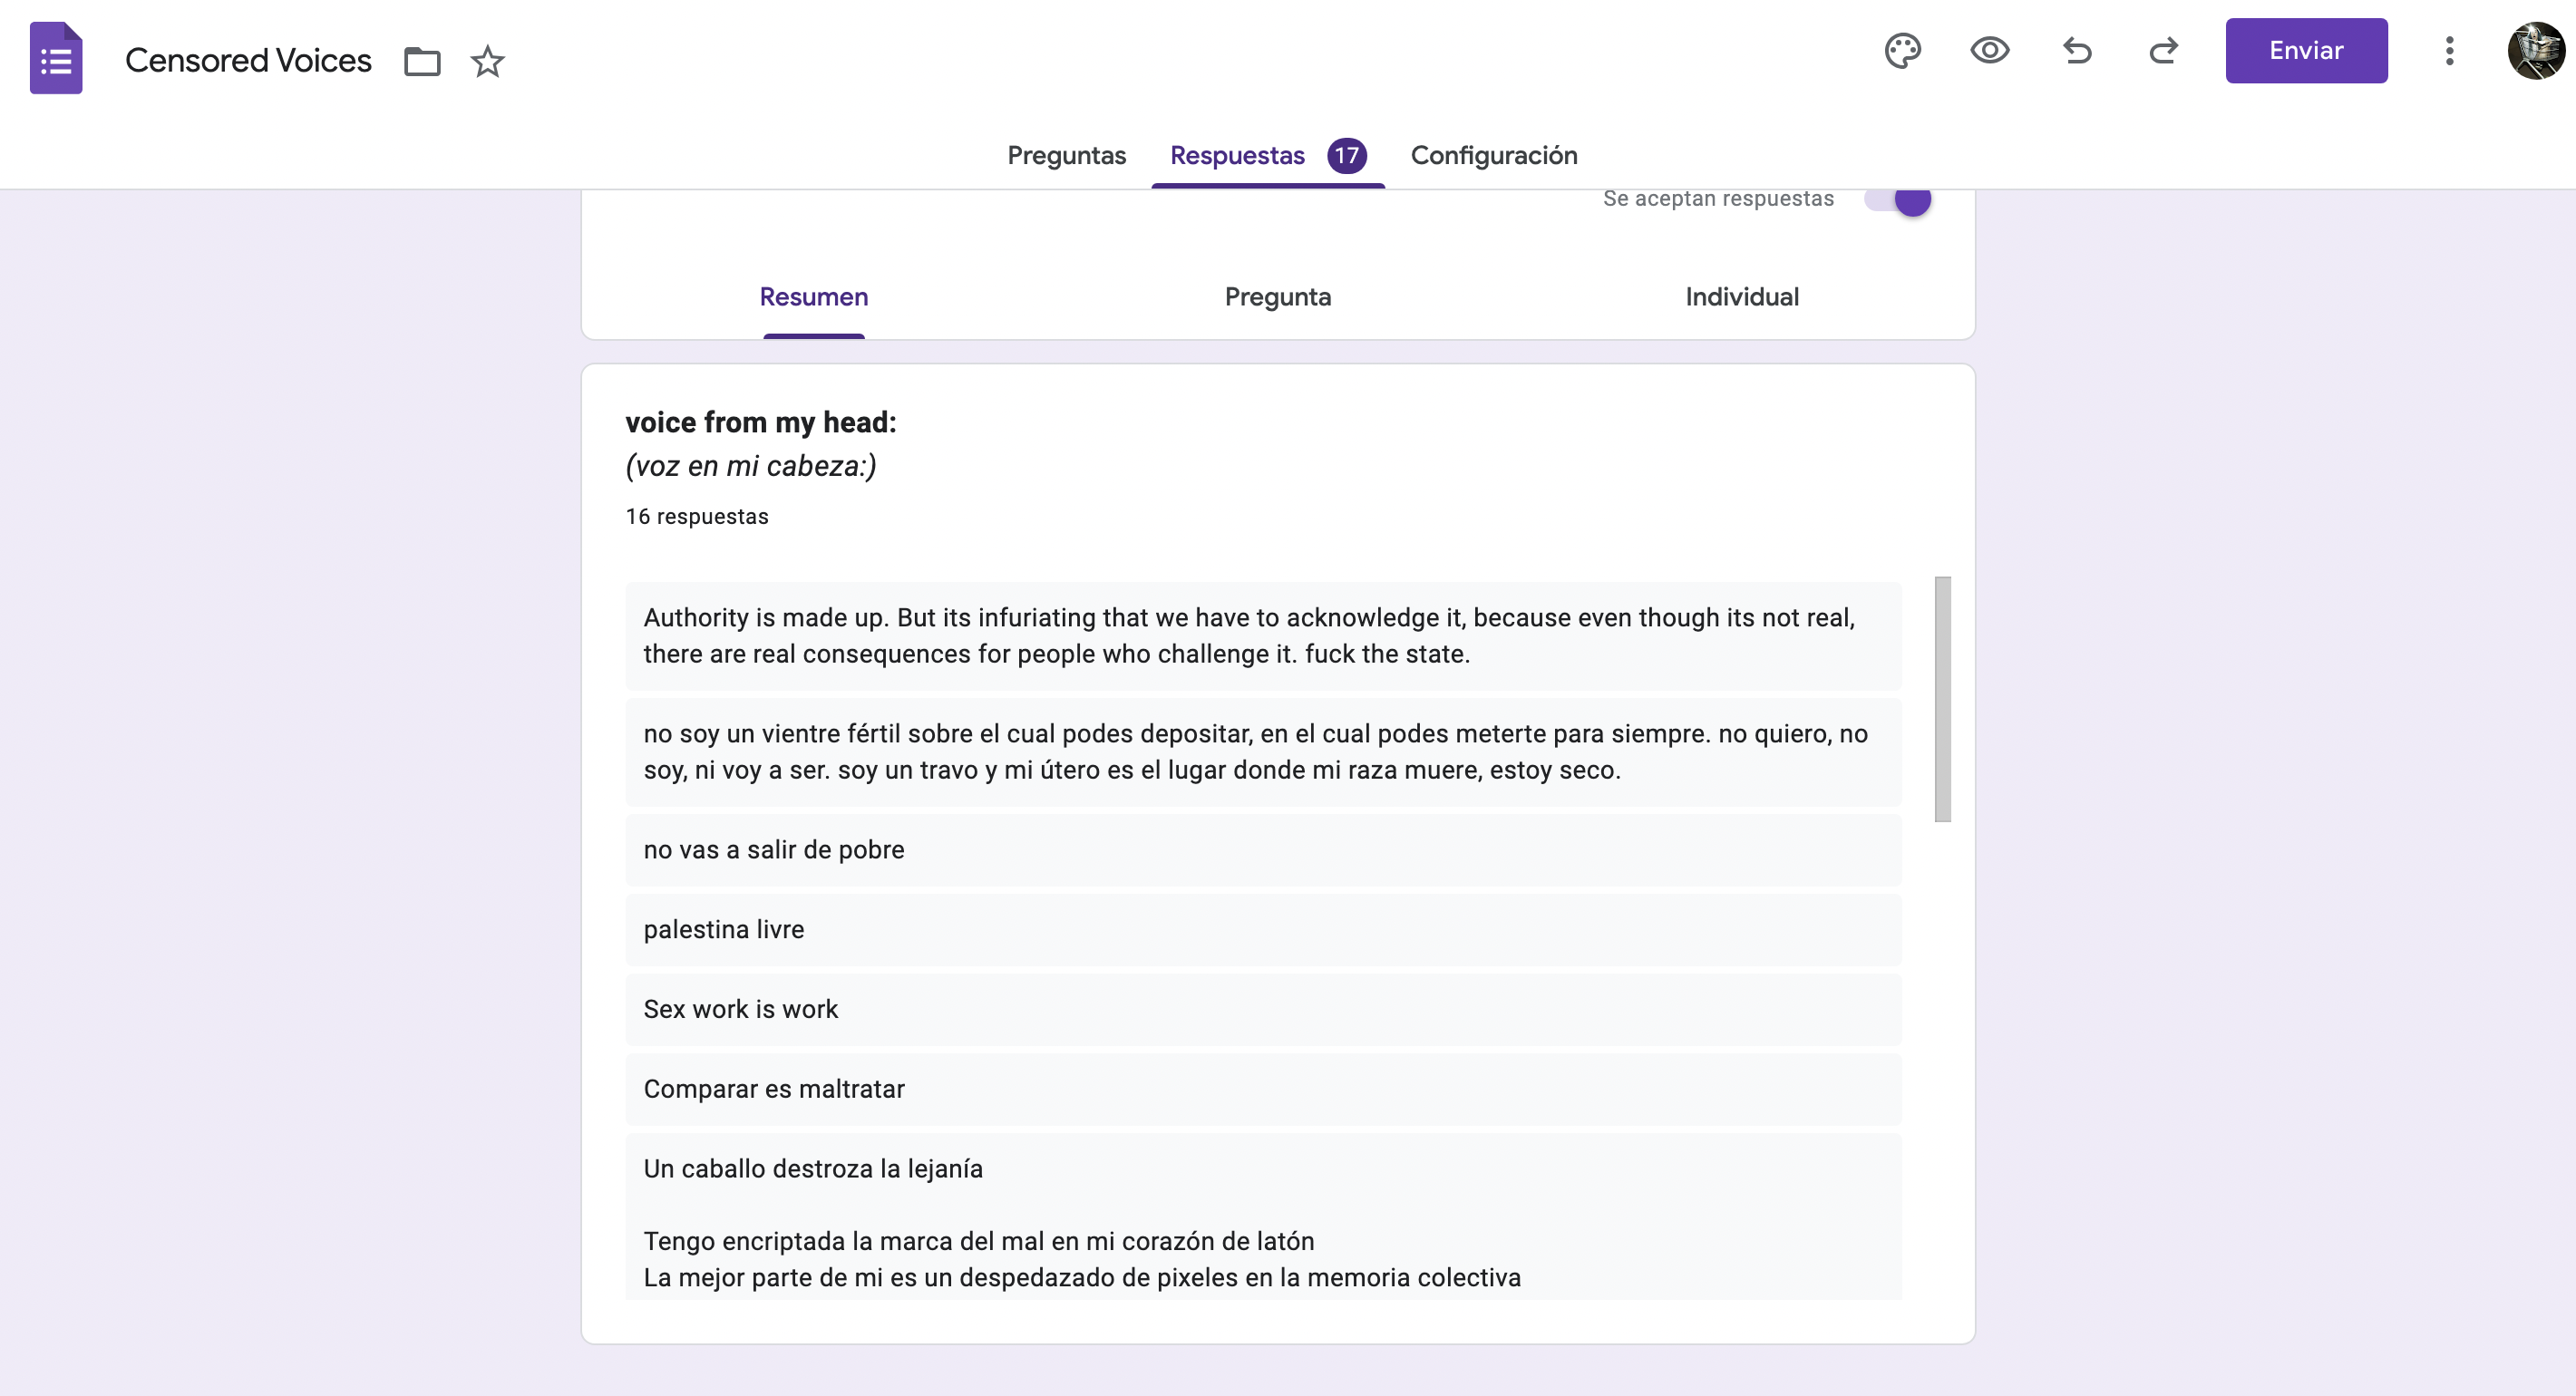 Censored Voices
Enviar
Preguntas
Respuestas 17
Configuración
Se aceptan respuestas
Resumen
Pregunta
Individual
voice from my head:
(voz en mi cabeza:)
16 respuestas
Authority is made up. But its infuriating that we have to acknowledge it, because even though its not real,
there are real consequences for people who challenge it. fuck the state.
no soy un vientre fértil sobre el cual podes depositar, en el cual podes meterte para siempre. no quiero, no
soy, ni voy a ser. soy un travo y mi útero es el lugar donde mi raza muere, estoy seco.
no vas a salir de pobre
palestina livre
Sex work is work
Comparar es maltratar
Un caballo destroza la lejanía
Tengo encriptada la marca del mal en mi corazón de latón
La mejor parte de mi es un despedazado de pixeles en la memoria colectiva